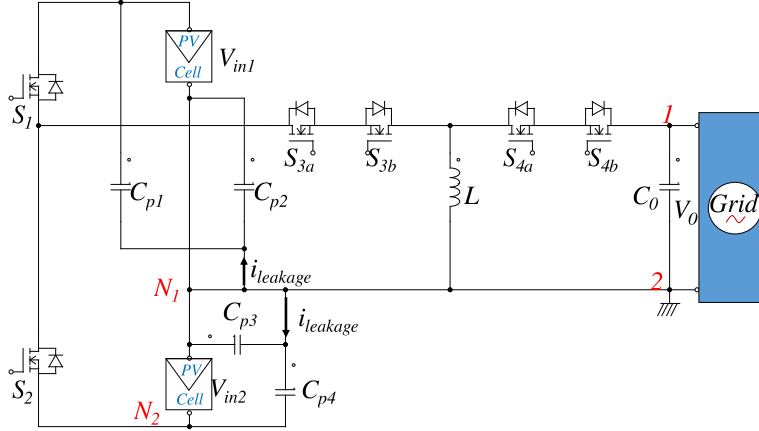 PV
Cell
Vin1
S1
S3a
S3b
S4a
S4b
1
Cp1
Cp2
L
C0
V0
Grid
ileakage
N1
2
Cp3
ileakage
S2
PV
Cell
Vin2
Cp4
N2